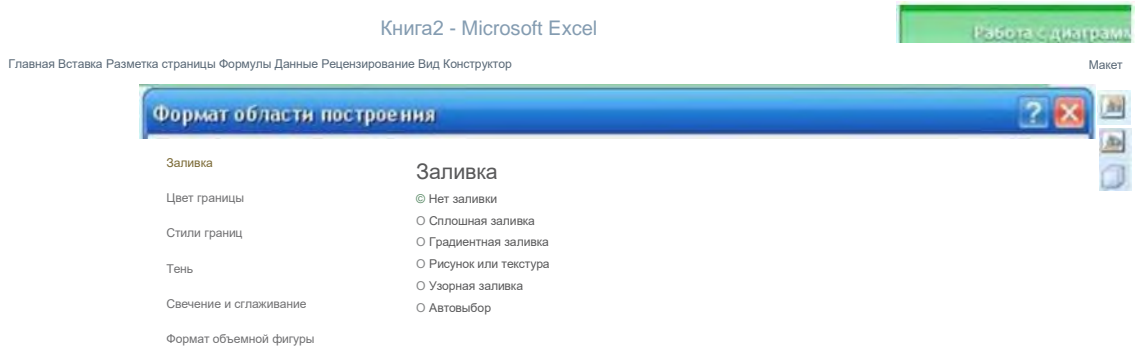 Книга2 - Microsoft Excel
Работа с диаграмм
Главная Вставка Разметка страницы Формулы Данные Рецензирование Вид Конструктор
Макет
Формат области построения
Заливка
Цвет границы
Стили границ
Тень
Свечение и сглаживание
Формат объемной фигуры
Заливка
© Нет заливки
O Сплошная заливка
O Градиентная заливка
O Рисунок или текстура
O Узорная заливка
O Автовыбор